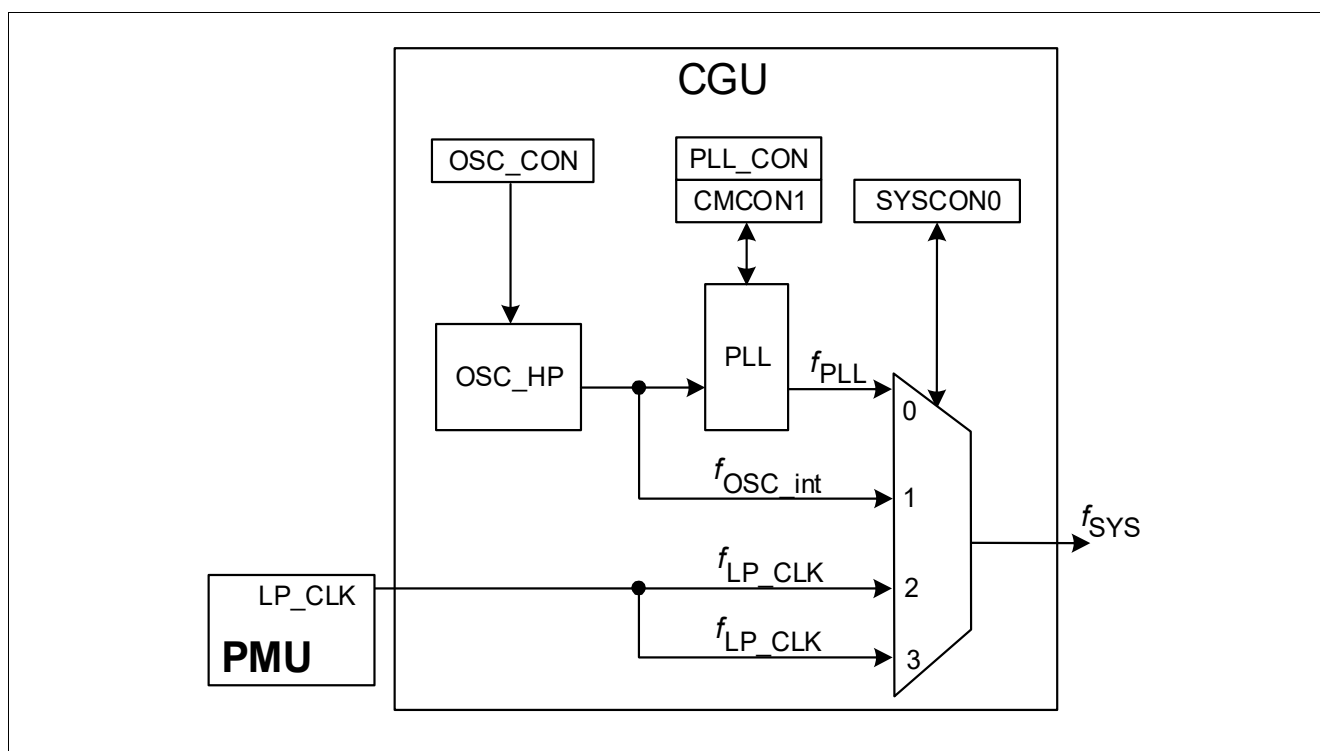 CGU
OSC_CON
PLL_CON
CMCON1
SYSCON0
OSC_HP
PLL
fPLL
0
fOSC_int
1
fSYS
fLP_CLK
2
LP_CLK
PMU
fLP_CLK
3